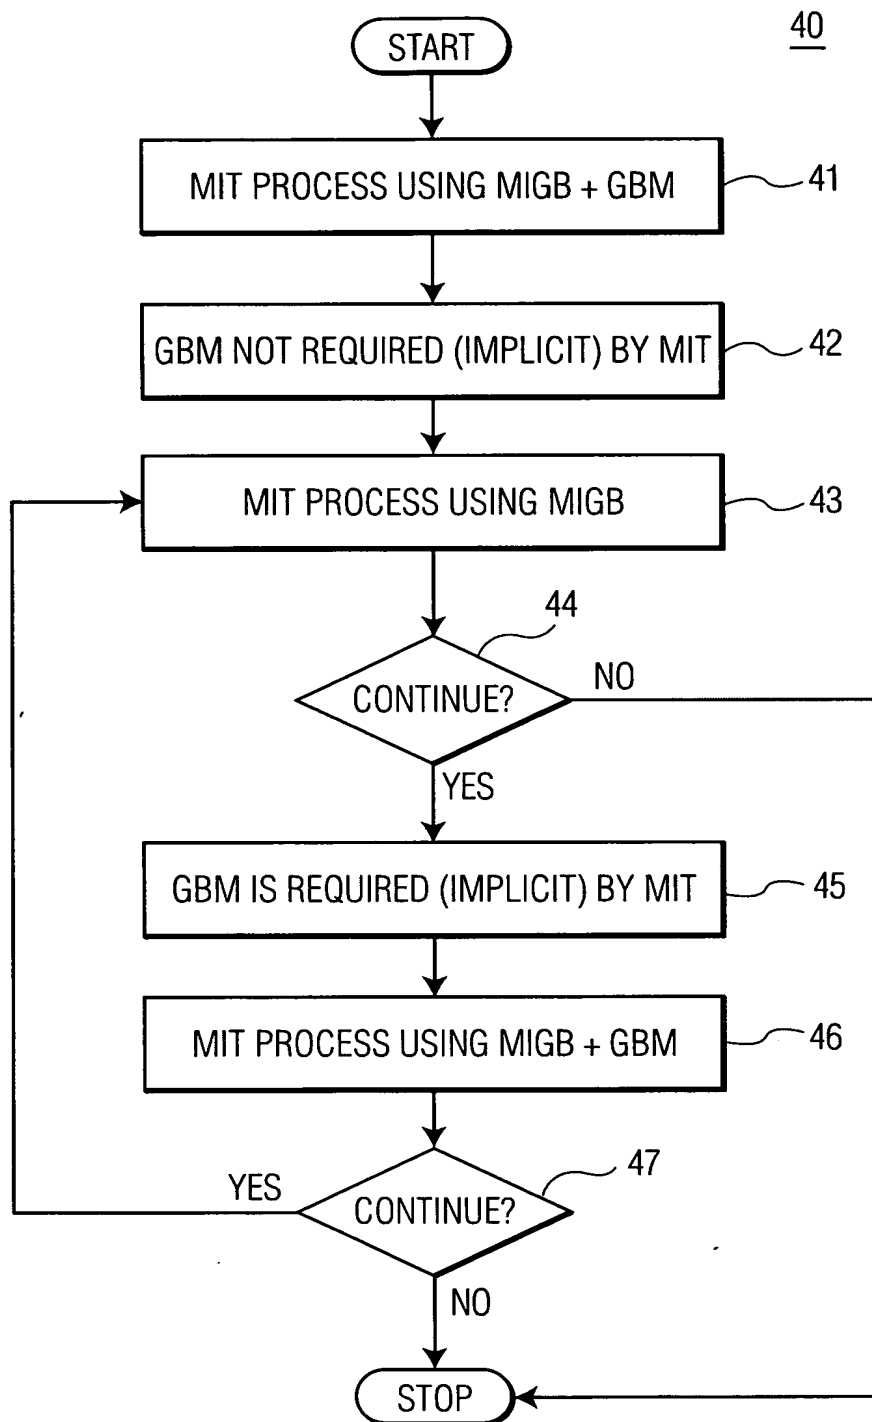 40
START
MIT PROCESS USING MIGB + GBM
41
GBM NOT REQUIRED (IMPLICIT) BY MIT
42
MIT PROCESS USING MIGB
43
44
CONTINUE?
NO
YES
GBM IS REQUIRED (IMPLICIT) BY MIT
45
MIT PROCESS USING MIGB + GBM
46
47
YES
CONTINUE?
NO
STOP